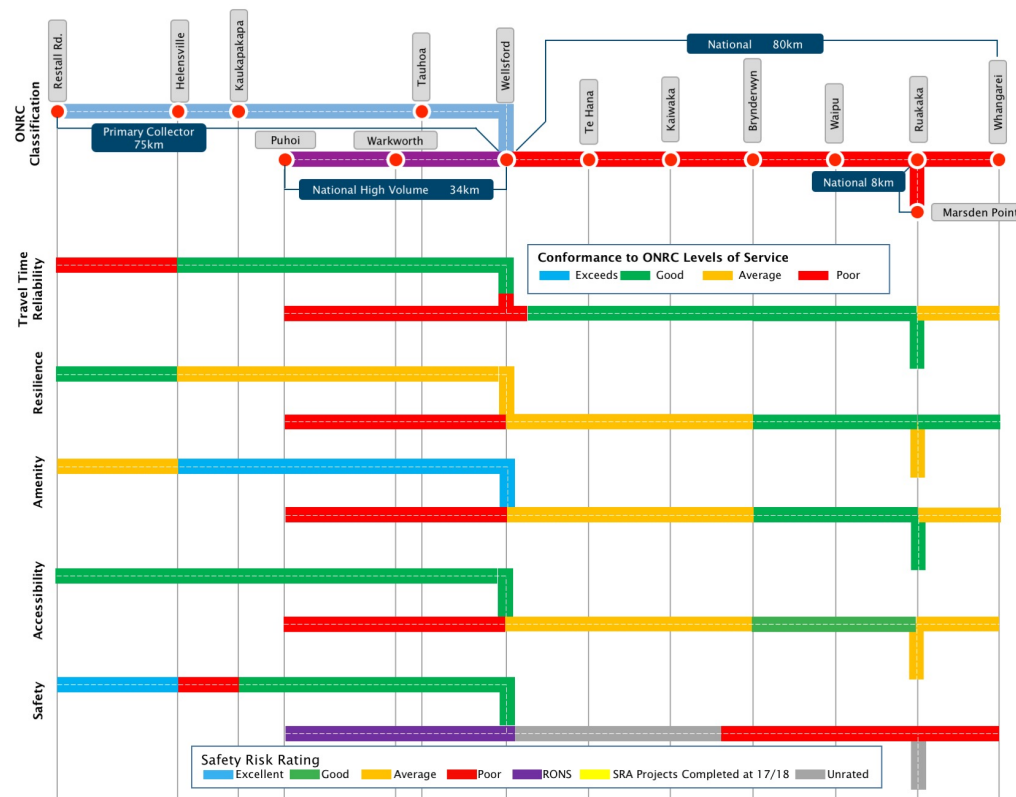 Restall Rd.
Helensville
Kaukapakapa
Tauhoa
Wellsford
National 80km
Te Hana
Kaiwaka
Brynderwyn
Waipu
Ruakaka
Whangarei
ONRC
Classification
Primary Collector
75km
Puhoi
Warkworth
National High Volume 34km
National 8km
Marsden Point
Travel Time
Reliability
Conformance to ONRC Levels of Service
Exceeds Good Average Poor
Resilience
Amenity
Accessibility
Safety
Safety Risk Rating
Excellent Good Average Poor RONS SRA Projects Completed at 17/18 Unrated